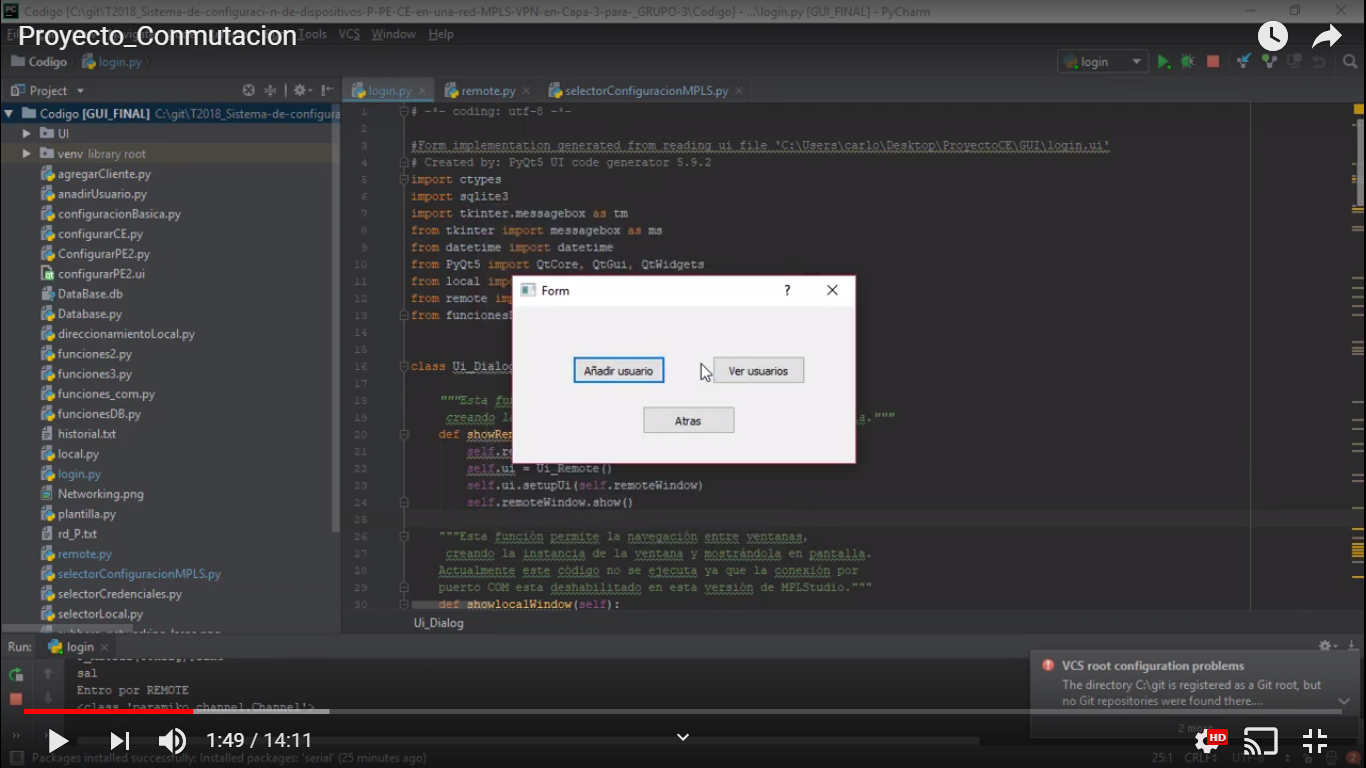 Codigo [C:\git\T2018_Sistema-de-configuraci-n-de-dispositivos-P-PE-CE-en-una-red-MPLS-VPN-en-Capa-3-para-_GRUPO-3\Codigo] - ...\login.py [GUI_FINAL] - PyCharm
Proyecto_Conmutacion
Tools VCS Window Help
Codigo login.py login
Project login.py remote.py selectorConfiguracionMPLS.py
Codigo [GUI_FINAL] C:\git\T2018_Sistema-de-configura
UI
venv library root
agregarCliente.py
anadirUsuario.py
configuracionBasica.py
configurarCE.py
ConfigurarPE2.py
configurarPE2.ui
DataBase.db
Database.py
direccionamientoLocal.py
funciones2.py
funciones3.py
funciones_com.py
funcionesDB.py
historial.txt
local.py
login.py
Networking.png
plantilla.py
rd_P.txt
remote.py
selectorConfiguracionMPLS.py
selectorCredenciales.py
selectorLocal.py
1 # -*- coding: utf-8 -*-
2
3 #Form implementation generated from reading ui file 'C:\Users\carlo\Desktop\ProyectoCE\GUI\login.ui'
4 # Created by: PyQt5 UI code generator 5.9.2
5 import ctypes
6 import sqlite3
7 import tkinter.messagebox as tm
8 from tkinter import messagebox as ms
9 from datetime import datetime
10 from PyQt5 import QtCore, QtGui, QtWidgets
11 from local impo
12 from remote imp
13 from funciones
14
15
16 class Ui_Dialo
17
18 """Esta fu
19 creando l a."""
20 def showRe
21 self.re
22 self.ui = Ui_Remote()
23 self.ui.setupUi(self.remoteWindow)
24 self.remoteWindow.show()
25
26 """Esta función permite la navegación entre ventanas,
27 creando la instancia de la ventana y mostrándola en pantalla.
28 Actualmente este código no se ejecuta ya que la conexión por
29 puerto COM esta deshabilitado en esta versión de MPLStudio."""
30 def showlocalWindow(self):
Form ?
Añadir usuario Ver usuarios
Atras
Ui_Dialog
Run: login
sal
Entro por REMOTE
<class 'paramiko.channel.Channel'>
VCS root configuration problems
The directory C:\git is registered as a Git root, but
no Git repositories were found there....
2 more
1:49 / 14:11
HD
Packages installed successfully: Installed packages: 'serial' (25 minutes ago)
25:1 CRLF UTF-8 2